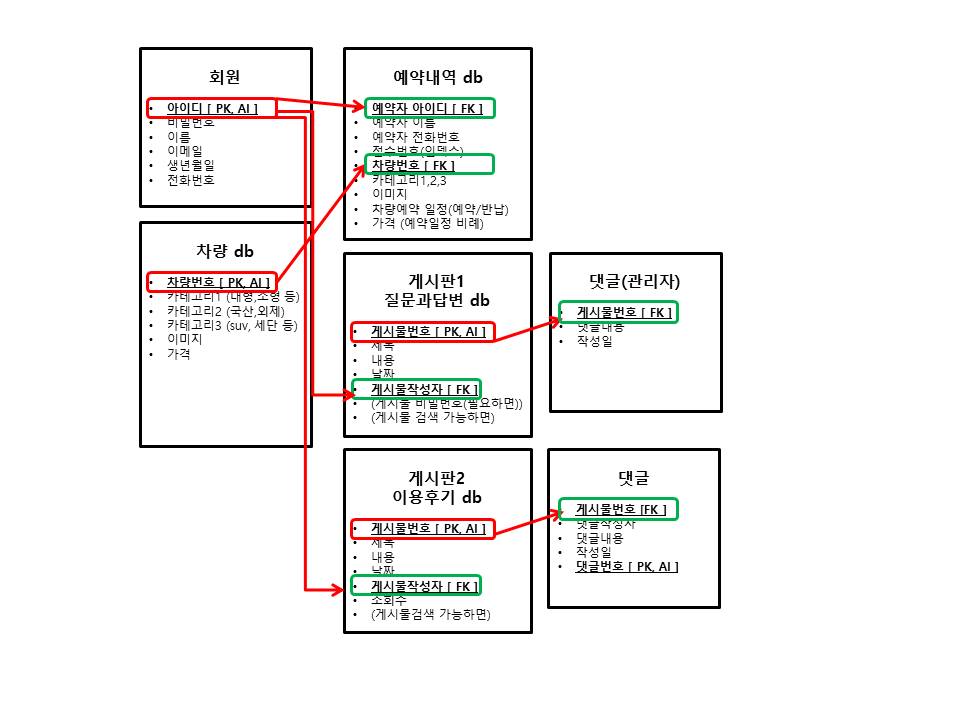 회원
• 아이디 [ PK, AI ]
• 비밀번호
• 이름
• 이메일
• 생년월일
• 전화번호
예약내역 db
• 예약자 아이디 [ FK ]
• 예약자 이름
• 예약자 전화번호
• 접수번호(인덱스)
• 차량번호 [ FK ]
• 카테고리1,2,3
• 이미지
• 차량예약 일정(예약/반납)
• 가격 (예약일정 비례)
차량 db
• 차량번호 [ PK, AI ]
• 카테고리1 (대형,소형 등)
• 카테고리2 (국산,외제)
• 카테고리3 (suv, 세단 등)
• 이미지
• 가격
게시판1
질문과답변 db
• 게시물번호 [ PK, AI ]
• 제목
• 내용
• 날짜
• 게시물작성자 [ FK ]
• (게시물 비밀번호(필요하면))
• (게시물 검색 가능하면)
댓글(관리자)
• 게시물번호 [ FK ]
• 댓글내용
• 작성일
게시판2
이용후기 db
• 게시물번호 [ PK, AI ]
• 제목
• 내용
• 날짜
• 게시물작성자 [ FK ]
• 조회수
• (게시물검색 가능하면)
댓글
• 게시물번호 [FK ]
• 댓글작성자
• 댓글내용
• 작성일
• 댓글번호 [ PK, AI ]